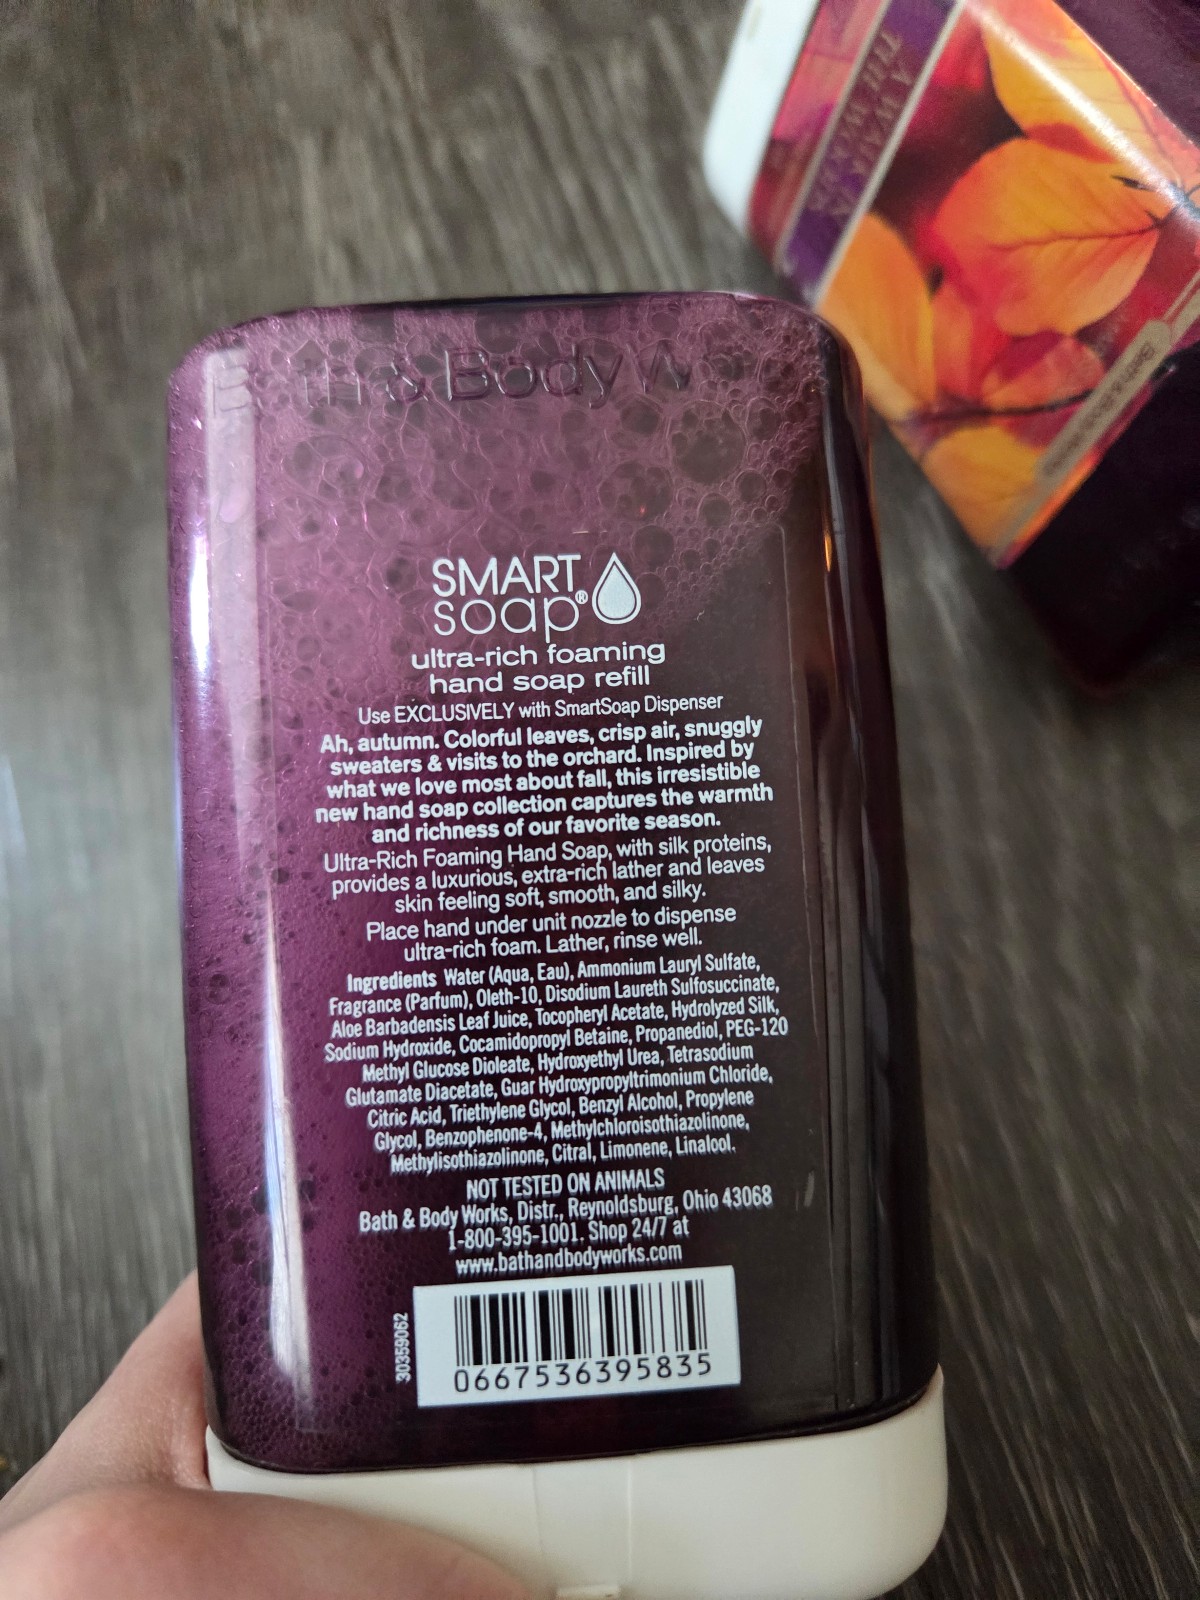 A WALK IN
THE WOODS
Bath & Body Works
th & Body W
SMART
soap®
ultra-rich foaming
hand soap refill
Use EXCLUSIVELY with SmartSoap Dispenser
Ah, autumn. Colorful leaves, crisp air, snuggly
sweaters & visits to the orchard. Inspired by
what we love most about fall, this irresistible
new hand soap collection captures the warmth
and richness of our favorite season.
Ultra-Rich Foaming Hand Soap, with silk proteins,
provides a luxurious, extra-rich lather and leaves
skin feeling soft, smooth, and silky.
Place hand under unit nozzle to dispense
ultra-rich foam. Lather, rinse well.
Ingredients Water (Aqua, Eau), Ammonium Lauryl Sulfate,
Fragrance (Parfum), Oleth-10, Disodium Laureth Sulfosuccinate,
Aloe Barbadensis Leaf Juice, Tocopheryl Acetate, Hydrolyzed Silk,
Sodium Hydroxide, Cocamidopropyl Betaine, Propanediol, PEG-120
Methyl Glucose Dioleate, Hydroxyethyl Urea, Tetrasodium
Glutamate Diacetate, Guar Hydroxypropyltrimonium Chloride,
Citric Acid, Triethylene Glycol, Benzyl Alcohol, Propylene
Glycol, Benzophenone-4, Methylchloroisothiazolinone,
Methylisothiazolinone, Citral, Limonene, Linalool.
NOT TESTED ON ANIMALS
Bath & Body Works, Distr., Reynoldsburg, Ohio 43068
1-800-395-1001. Shop 24/7 at
www.bathandbodyworks.com
30359062
0667536395835